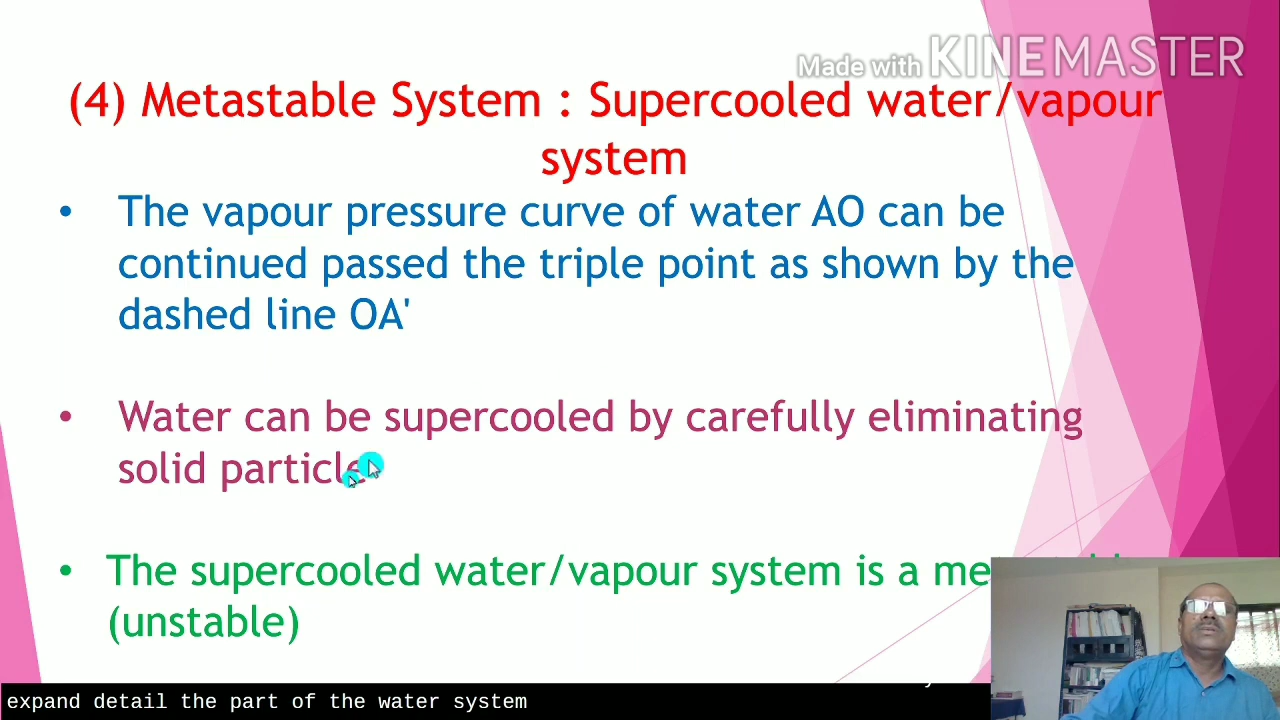 Made with KINEMASTER
(4) Metastable System : Supercooled water/vapour
system
• The vapour pressure curve of water AO can be
continued passed the triple point as shown by the
dashed line OA'
• Water can be supercooled by carefully eliminating
solid particle
• The supercooled water/vapour system is a
(unstable)
expand detail the part of the water system